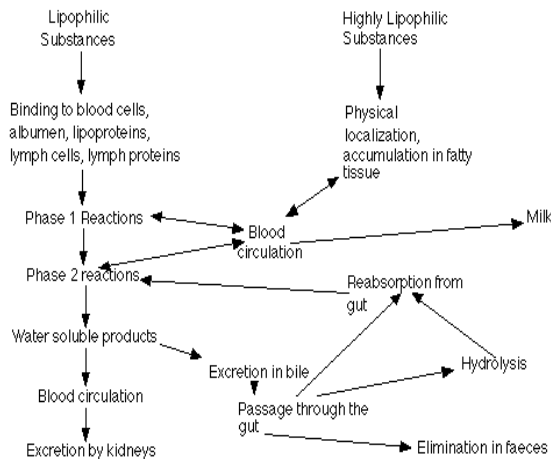 Lipophilic
Substances
Highly Lipophilic
Substances
Binding to blood cells,
albumen, lipoproteins,
lymph cells, lymph proteins
Physical
localization,
accumulation in fatty
tissue
Phase 1 Reactions
Blood
circulation
Milk
Phase 2 reactions
Reabsorption from
gut
Water soluble products
Excretion in bile
Hydrolysis
Blood circulation
Passage through the
gut
Excretion by kidneys
Elimination in faeces